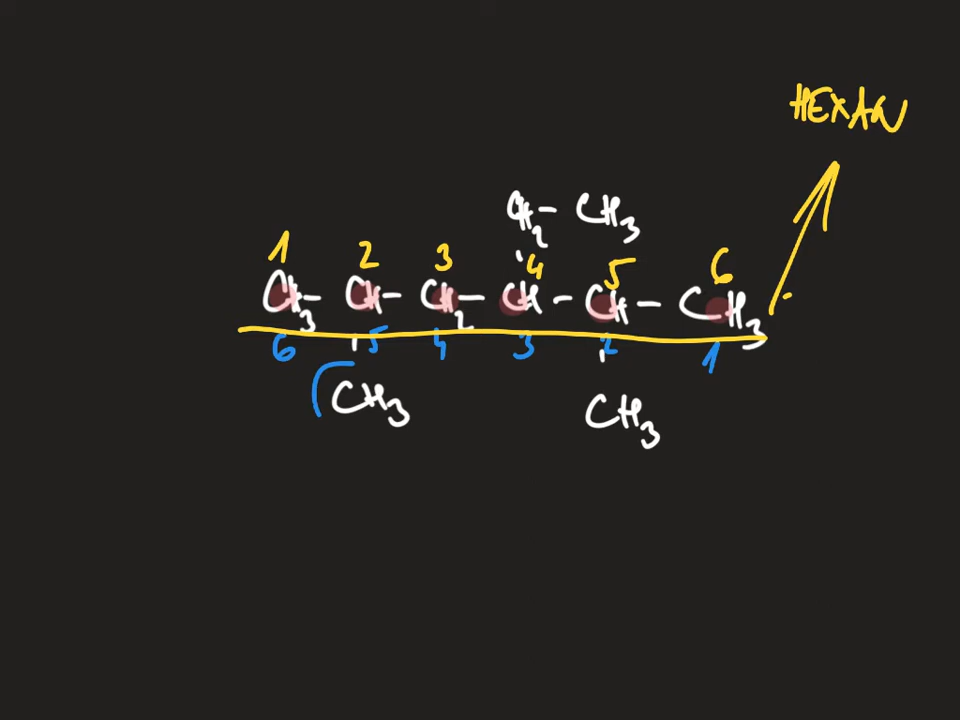 HEXAN
CH2 - CH3
1 2 3 4 5 6
CH3 - CH - CH2 - CH - CH - CH3
6 5 4 3 2 1
CH3 CH3